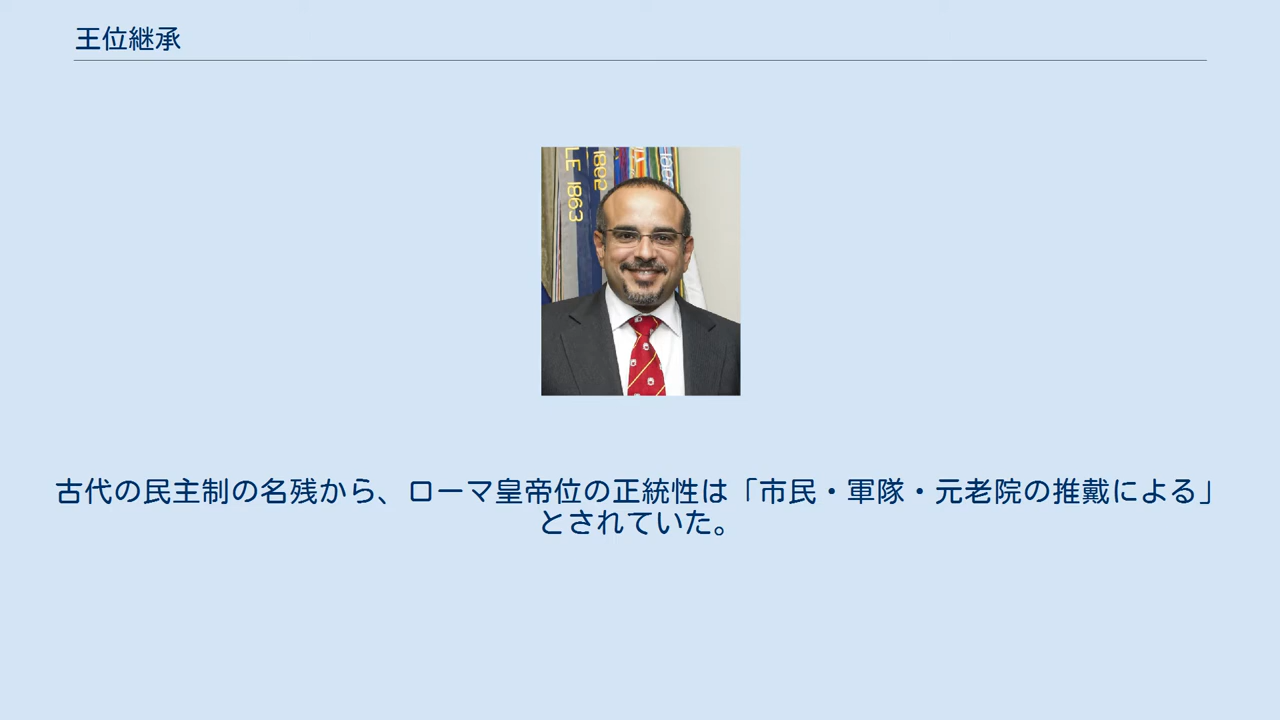 王位継承
LE 1863
1862
古代の民主制の名残から、ローマ皇帝位の正統性は「市民・軍隊・元老院の推戴による」
とされていた。